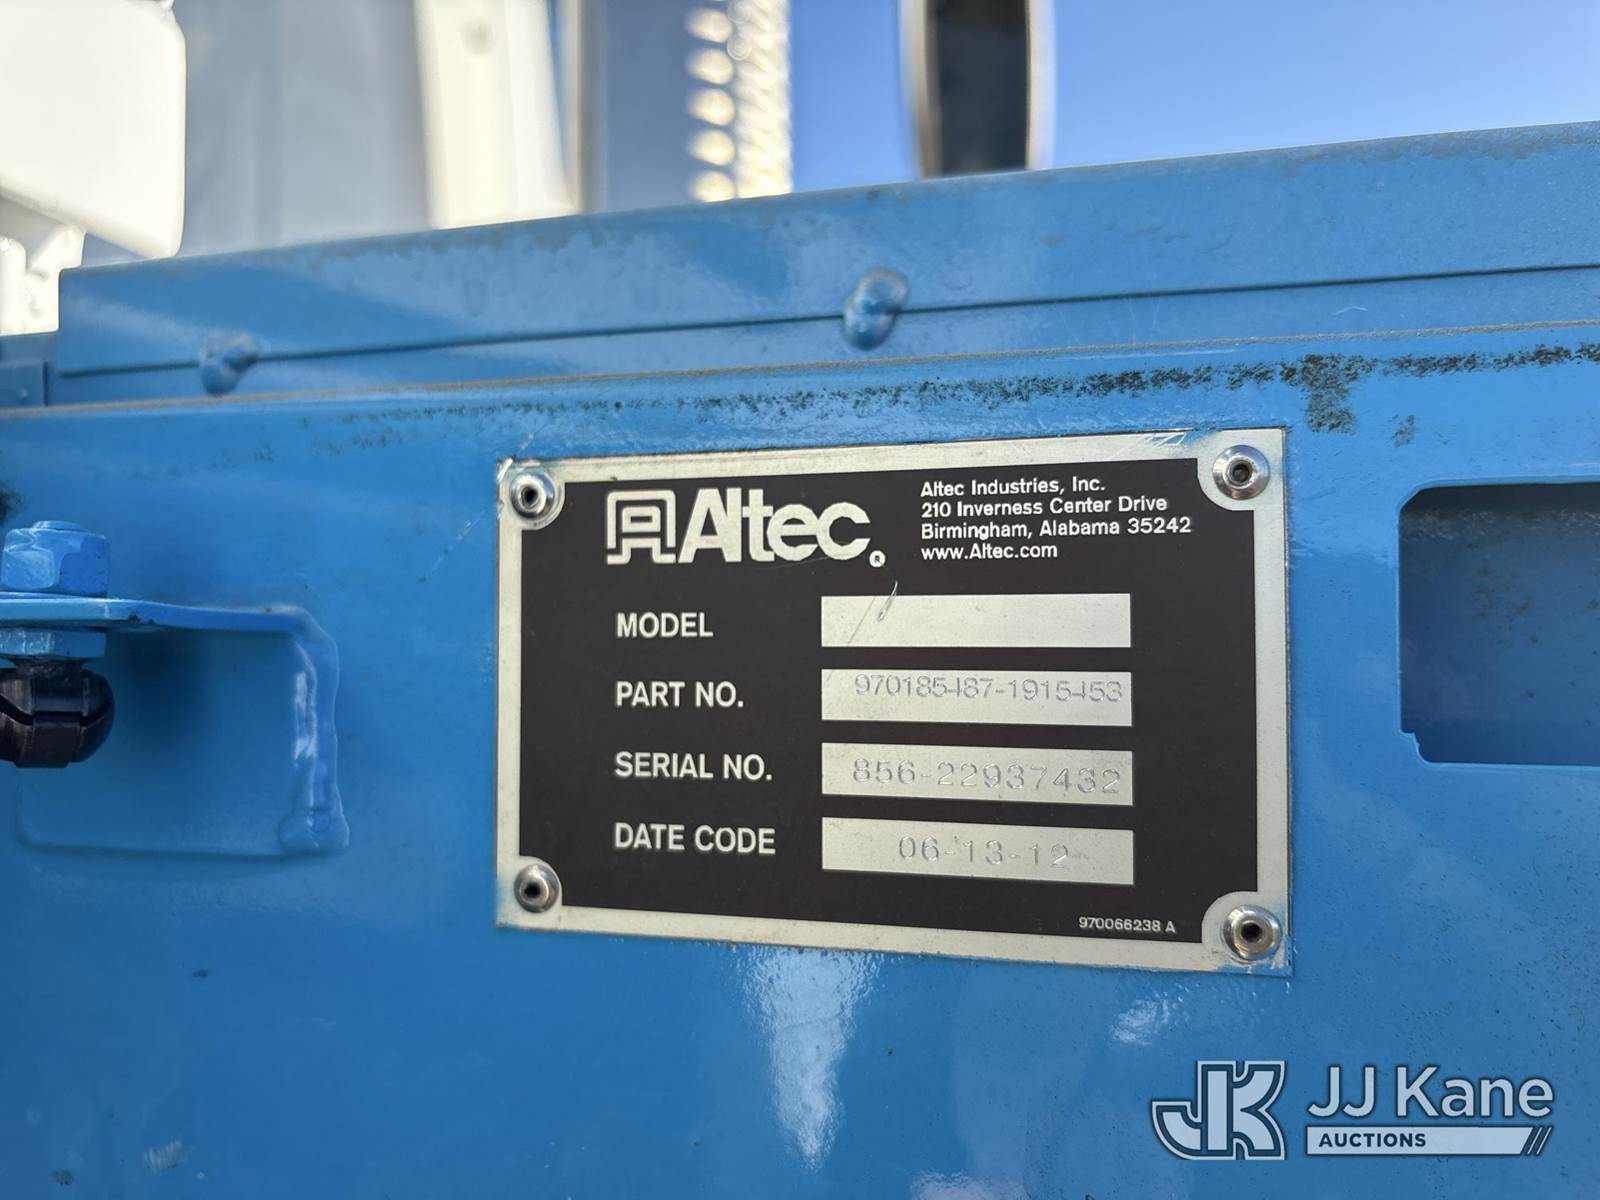 Altec®
Altec Industries, Inc.
210 Inverness Center Drive
Birmingham, Alabama 35242
www.Altec.com
MODEL
PART NO. 970185487-1915453
SERIAL NO. 856-22937432
DATE CODE 06-13-12
970066238 A
JK JJ Kane
AUCTIONS